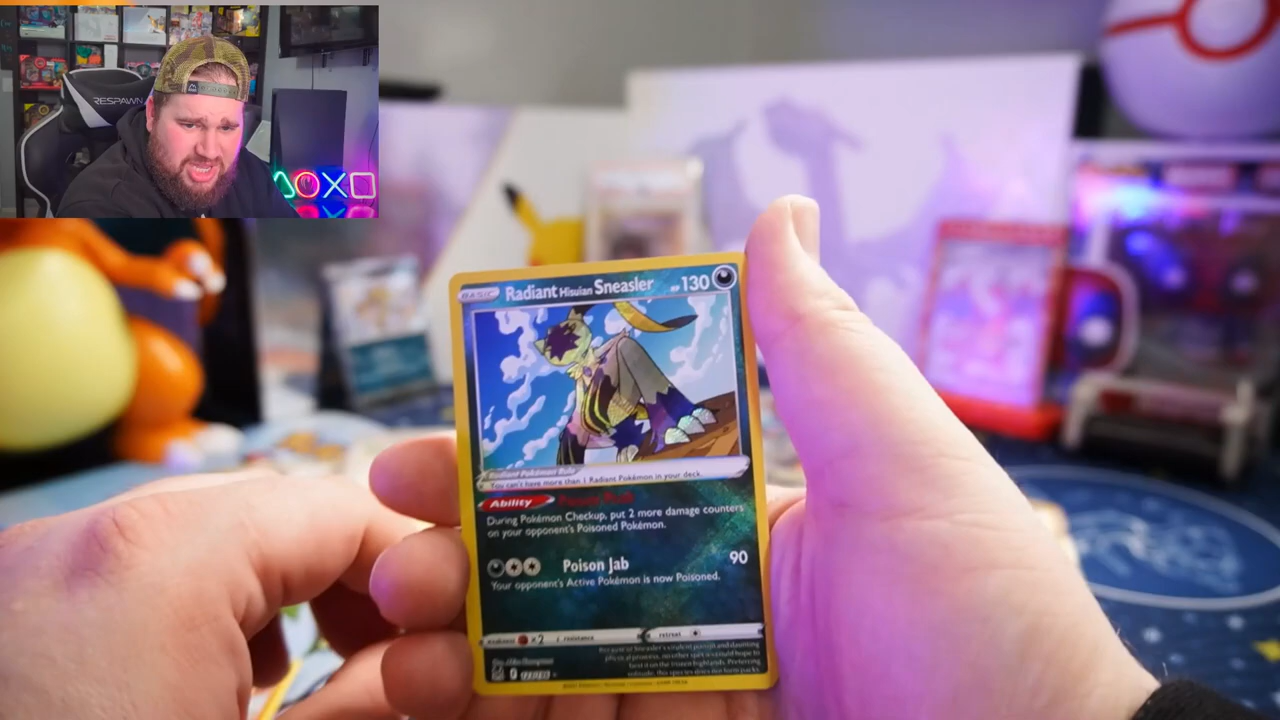 RESPAWN
BASIC Radiant Hisuian Sneasler HP 130
Radiant Pokémon Rule
You can't have more than 1 Radiant Pokémon in your deck.
Ability
During Pokémon Checkup, put 2 more damage counters
on your opponent's Poisoned Pokémon.
Poison Jab 90
Your opponent's Active Pokémon is now Poisoned.
weakness ×2 resistance retreat